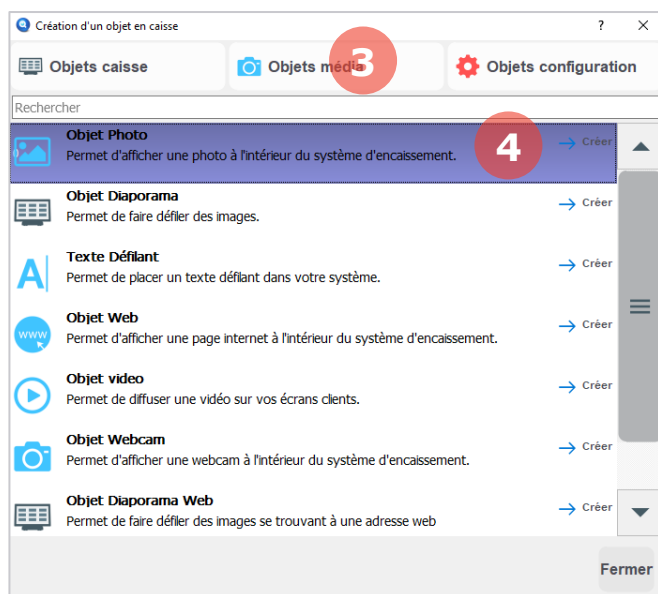 Création d'un objet en caisse
?
Objets caisse
Objets média
3
Objets configuration
Rechercher
Objet Photo
Permet d'afficher une photo à l'intérieur du système d'encaissement.
4
Créer
Objet Diaporama
Permet de faire défiler des images.
Créer
A
Texte Défilant
Permet de placer un texte défilant dans votre système.
Créer
www
Objet Web
Permet d'afficher une page internet à l'intérieur du système d'encaissement.
Créer
Objet video
Permet de diffuser une vidéo sur vos écrans clients.
Créer
Objet Webcam
Permet d'afficher une webcam à l'intérieur du système d'encaissement.
Créer
Objet Diaporama Web
Permet de faire défiler des images se trouvant à une adresse web
Créer
Fermer